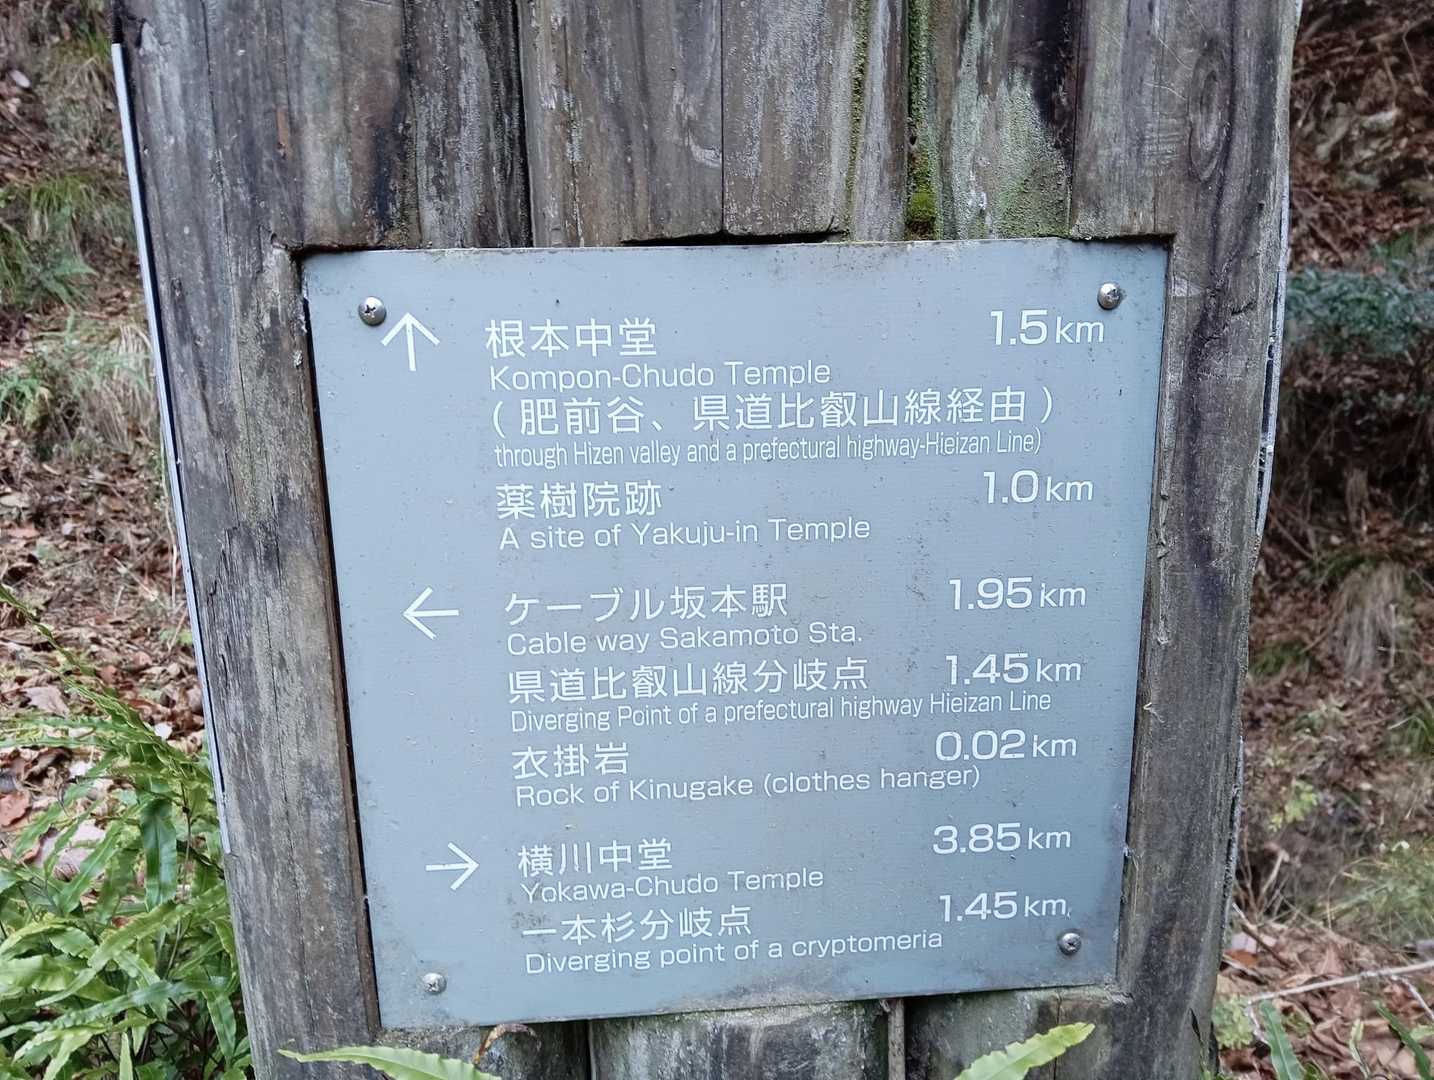 ↑ 根本中堂 1.5km
Kompon-Chudo Temple
(肥前谷、県道比叡山線経由)
through Hizen valley and a prefectural highway-Hieizan Line)
薬樹院跡 1.0km
A site of Yakuju-in Temple
← ケーブル坂本駅 1.95km
Cable way Sakamoto Sta.
県道比叡山線分岐点 1.45km
Diverging Point of a prefectural highway Hieizan Line
衣掛岩 0.02km
Rock of Kinugake (clothes hanger)
→ 横川中堂 3.85km
Yokawa-Chudo Temple
一本杉分岐点 1.45km
Diverging point of a cryptomeria